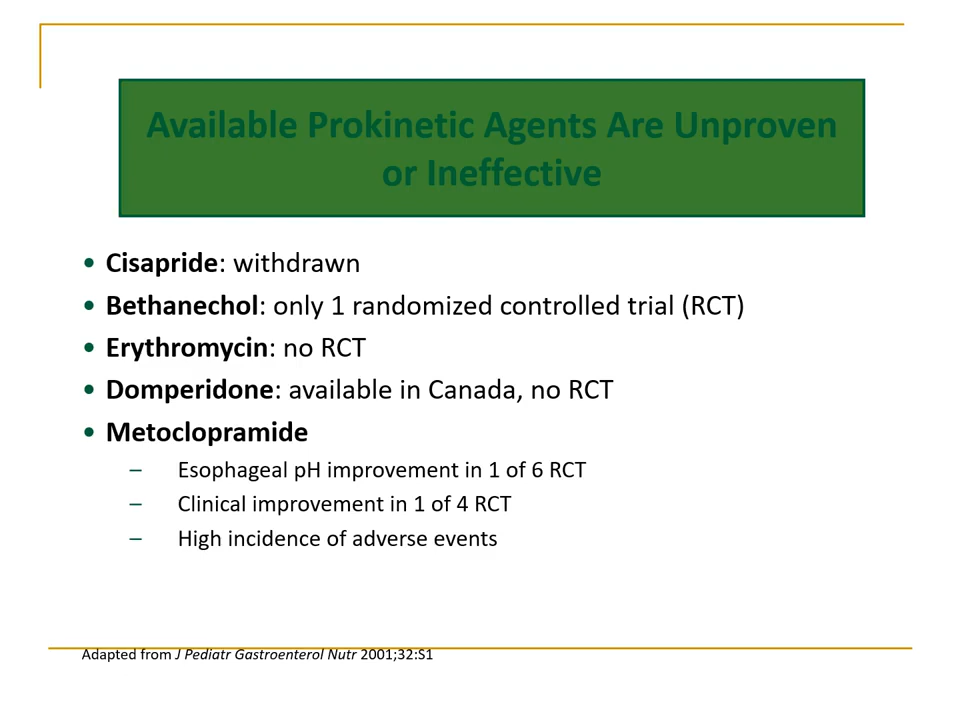 Available Prokinetic Agents Are Unproven
or Ineffective
• Cisapride: withdrawn
• Bethanechol: only 1 randomized controlled trial (RCT)
• Erythromycin: no RCT
• Domperidone: available in Canada, no RCT
• Metoclopramide
– Esophageal pH improvement in 1 of 6 RCT
– Clinical improvement in 1 of 4 RCT
– High incidence of adverse events
Adapted from J Pediatr Gastroenterol Nutr 2001;32:S1